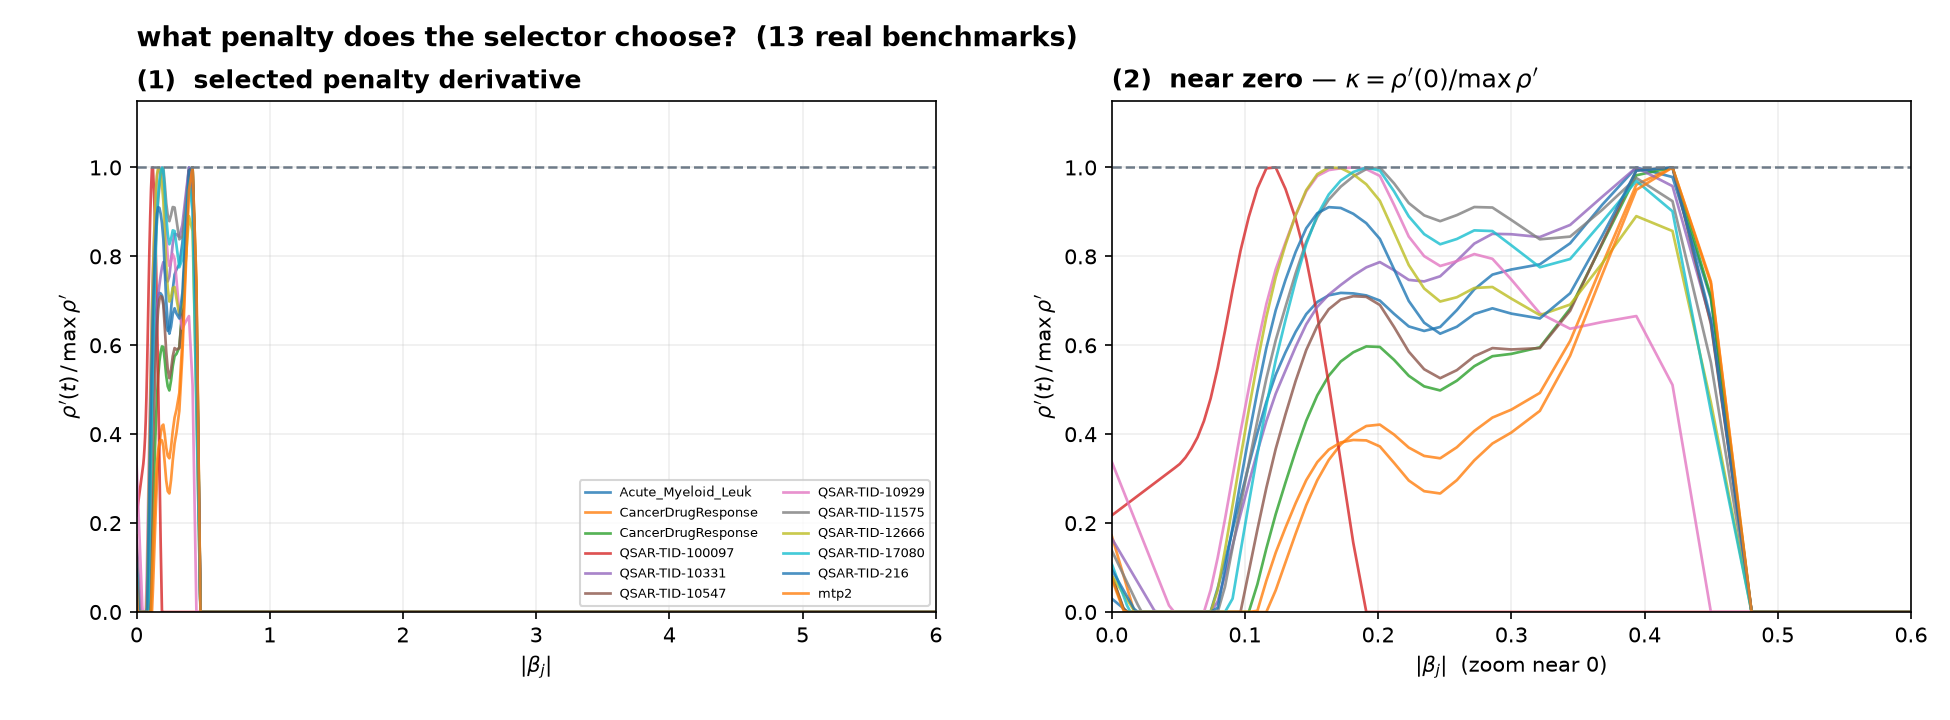 what penalty does the selector choose?  (13 real benchmarks)
(1)  selected penalty derivative
ρ′(t) / max ρ′
1.0
0.8
0.6
0.4
0.2
0.0
0 1 2 3 4 5 6
|βj|
Acute_Myeloid_Leuk
CancerDrugResponse
CancerDrugResponse
QSAR-TID-100097
QSAR-TID-10331
QSAR-TID-10547
QSAR-TID-10929
QSAR-TID-11575
QSAR-TID-12666
QSAR-TID-17080
QSAR-TID-216
mtp2
(2)  near zero — κ = ρ′(0)/max ρ′
ρ′(t) / max ρ′
1.0
0.8
0.6
0.4
0.2
0.0
0.0 0.1 0.2 0.3 0.4 0.5 0.6
|βj|  (zoom near 0)